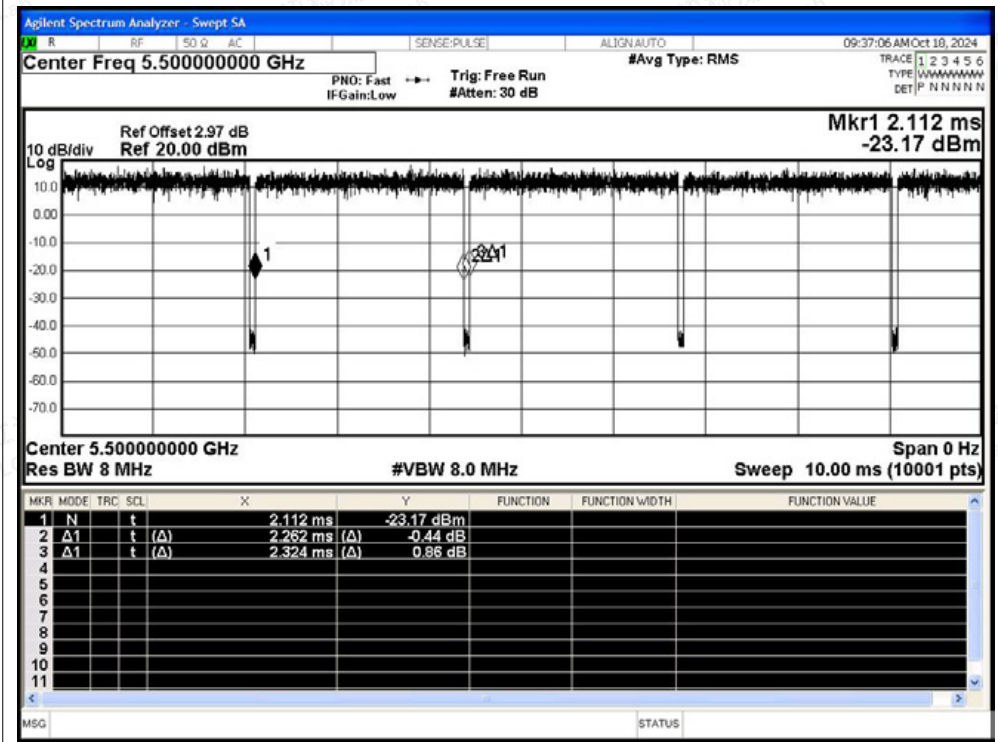 Agilent Spectrum Analyzer - Swept SA
LXI R RF 50 Ω AC SENSE:PULSE ALIGN AUTO 09:37:06 AM Oct 18, 2024
Center Freq 5.500000000 GHz #Avg Type: RMS TRACE 1 2 3 4 5 6
PNO: Fast Trig: Free Run TYPE WWWWWWW
IFGain:Low #Atten: 30 dB DET P N N N N N
Mkr1 2.112 ms
-23.17 dBm
Ref Offset 2.97 dB
10 dB/div Ref 20.00 dBm
Log
10.0
0.00
-10.0
1
-20.0
-30.0
-40.0
-50.0
-60.0
-70.0
Center 5.500000000 GHz Span 0 Hz
Res BW 8 MHz #VBW 8.0 MHz Sweep 10.00 ms (10001 pts)
MKR MODE TRC SCL X Y FUNCTION FUNCTION WIDTH FUNCTION VALUE
1 N t 2.112 ms -23.17 dBm
2 Δ1 t (Δ) 2.262 ms (Δ) -0.44 dB
3 Δ1 t (Δ) 2.324 ms (Δ) 0.86 dB
4
5
6
7
8
9
10
11
MSG STATUS